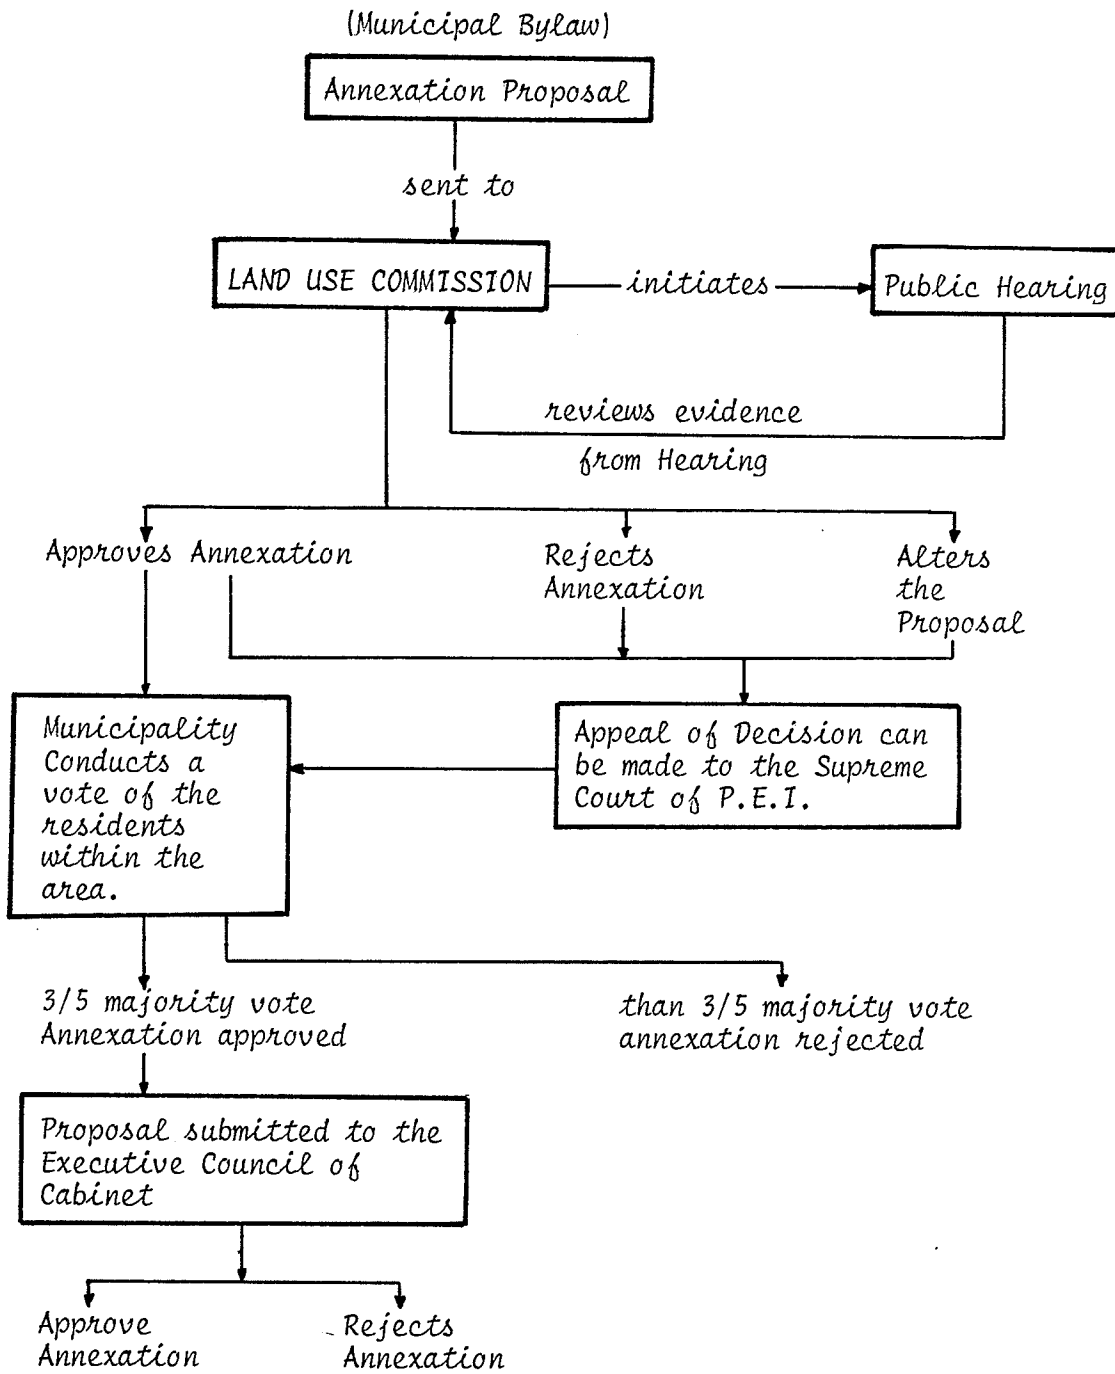 (Municipal Bylaw)
Annexation Proposal
sent to
LAND USE COMMISSION
initiates
Public Hearing
reviews evidence
from Hearing
Approves Annexation
Rejects
Annexation
Alters
the
Proposal
Municipality
Conducts a
vote of the
residents
within the
area.
Appeal of Decision can
be made to the Supreme
Court of P.E.I.
3/5 majority vote
Annexation approved
than 3/5 majority vote
annexation rejected
Proposal submitted to the
Executive Council of
Cabinet
Approve
Annexation
Rejects
Annexation